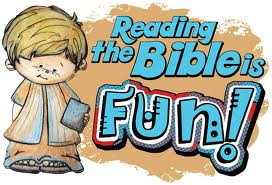 Reading
the Bible is
Fun!